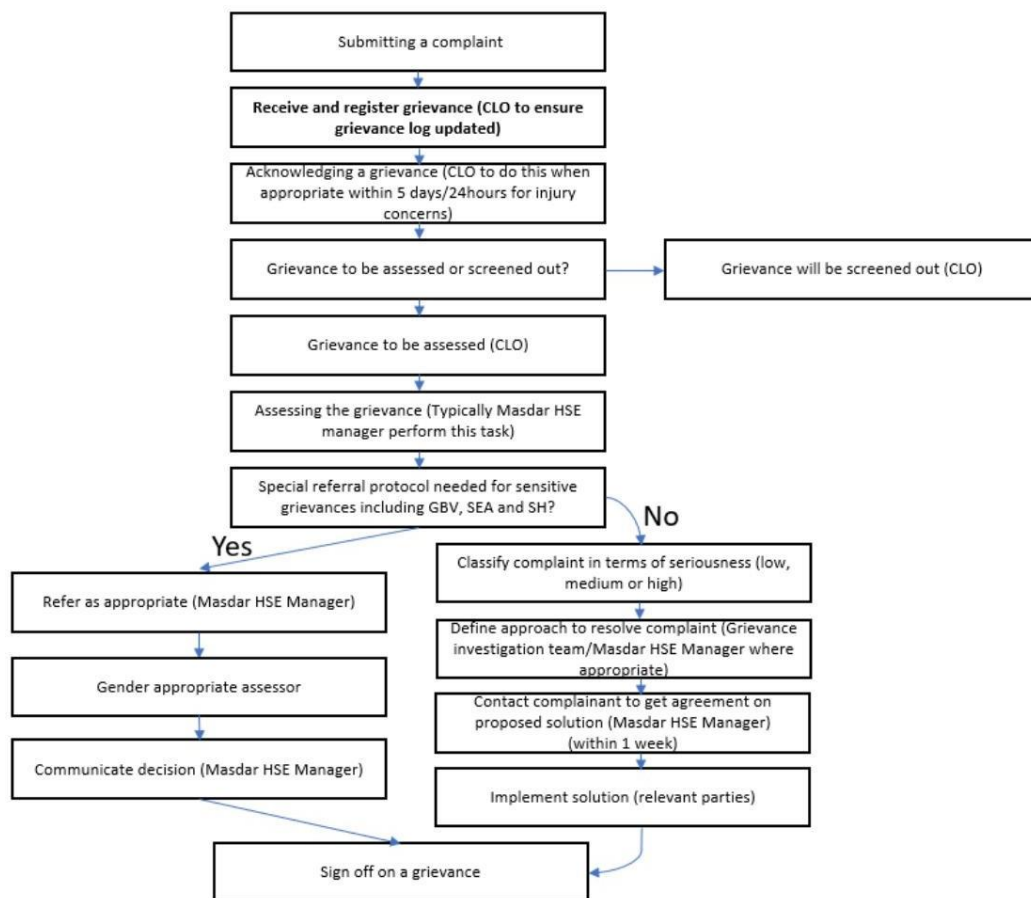 Submitting a complaint
Receive and register grievance (CLO to ensure
grievance log updated)
Acknowledging a grievance (CLO to do this when
appropriate within 5 days/24hours for injury
concerns)
Grievance to be assessed or screened out?
Grievance will be screened out (CLO)
Grievance to be assessed (CLO)
Assessing the grievance (Typically Masdar HSE
manager perform this task)
Special referral protocol needed for sensitive
grievances including GBV, SEA and SH?
Yes
No
Refer as appropriate (Masdar HSE Manager)
Gender appropriate assessor
Communicate decision (Masdar HSE Manager)
Classify complaint in terms of seriousness (low,
medium or high)
Define approach to resolve complaint (Grievance
investigation team/Masdar HSE Manager where
appropriate)
Contact complainant to get agreement on
proposed solution (Masdar HSE Manager)
(within 1 week)
Implement solution (relevant parties)
Sign off on a grievance